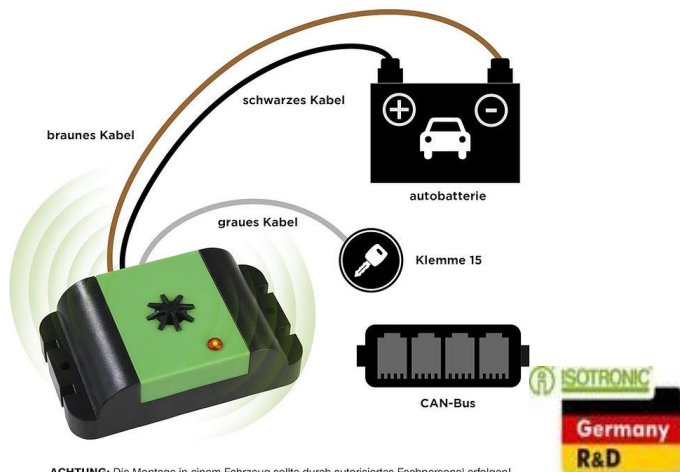 schwarzes Kabel
braunes Kabel
+
-
autobatterie
graues Kabel
Klemme 15
CAN-Bus
ISOTRONIC
Germany
R&D
ACHTUNG: Die Montage in einem Fahrzeug sollte durch autorisiertes Fachpersonal erfolgen!